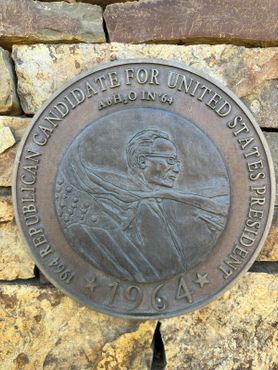 1964 REPUBLICAN CANDIDATE FOR UNITED STATES PRESIDENT
AuH₂O IN '64
★ 1964 ★